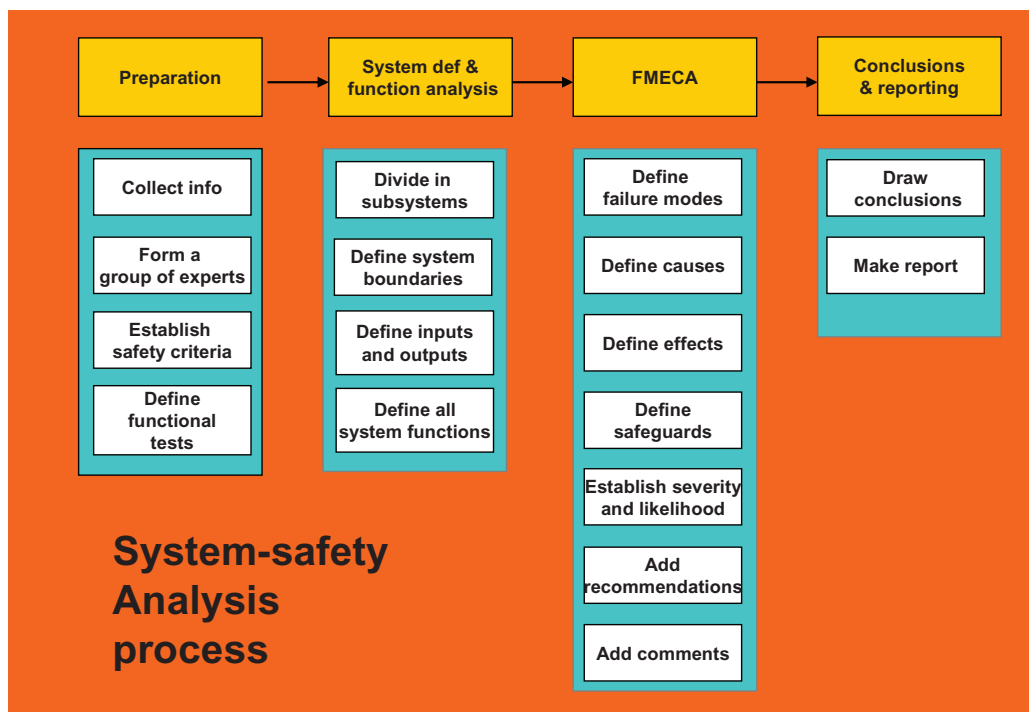 Preparation
System def &
function analysis
FMECA
Conclusions
& reporting
Collect info
Form a
group of experts
Establish
safety criteria
Define
functional
tests
Divide in
subsystems
Define system
boundaries
Define inputs
and outputs
Define all
system functions
Define
failure modes
Define causes
Define effects
Define
safeguards
Establish severity
and likelihood
Add
recommendations
Add comments
Draw
conclusions
Make report
System-safety
Analysis
process